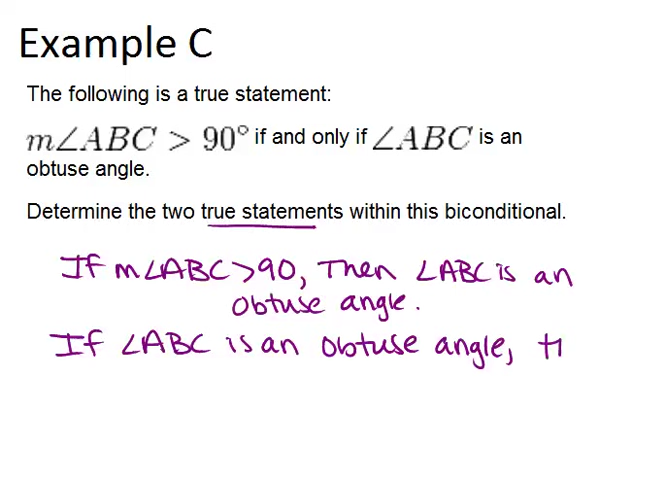 Example C
The following is a true statement:
m∠ABC > 90° if and only if ∠ABC is an
obtuse angle.
Determine the two true statements within this biconditional.
If m∠ABC>90, Then ∠ABC is an
obtuse angle.
If ∠ABC is an obtuse angle, th